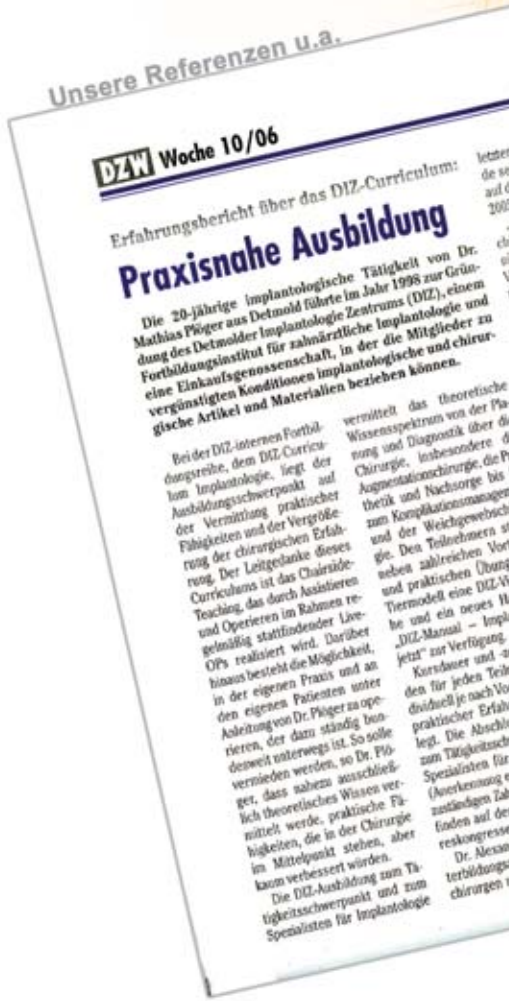 Unsere Referenzen u.a.
DZW Woche 10/06
Erfahrungsbericht über das DIZ-Curriculum:
Praxisnahe Ausbildung
Die 20-jährige implantologische Tätigkeit von Dr.
Mathias Plöger aus Detmold führte im Jahr 1998 zur Grün-
dung des Detmolder Implantologie Zentrums (DIZ), einem
Fortbildungsinstitut für zahnärztliche Implantologie und
eine Einkaufsgenossenschaft, in der die Mitglieder zu
vergünstigten Konditionen implantologische und chirur-
gische Artikel und Materialien beziehen können.
Bei der DIZ-internen Fortbil-
dungsreihe, dem DIZ-Curricu-
lum Implantologie, liegt der
Ausbildungsschwerpunkt auf
der Vermittlung praktischer
Fähigkeiten und der Vergröße-
rung der chirurgischen Erfah-
rung. Der Leitgedanke dieses
Curriculums ist das Chairside-
Teaching, das durch Assistieren
und Operieren im Rahmen re-
gelmäßig stattfindender Live-
OPs realisiert wird. Darüber
hinaus besteht die Möglichkeit,
in der eigenen Praxis und an
den eigenen Patienten unter
Anleitung von Dr. Plöger zu ope-
rieren, der dazu ständig bun-
desweit unterwegs ist. So solle
vermieden werden, so Dr. Plö-
ger, dass nahezu ausschließ-
lich theoretisches Wissen ver-
mittelt werde, praktische Fä-
higkeiten, die in der Chirurgie
im Mittelpunkt stehen, aber
kaum verbessert würden.
Die DIZ-Ausbildung zum Tä-
tigkeitsschwerpunkt und zum
Spezialisten für Implantologie
vermittelt das theoretische
Wissensspektrum von der Pla-
nung und Diagnostik über di
Chirurgie, insbesondere d
Augmentationschirurgie, die P
thetik und Nachsorge bis
zum Komplikationsmanagem
und der Weichgewebsch
gie. Den Teilnehmern st
neben zahlreichen Vort
und praktischen Übung
Tiermodell eine DIZ-Vi
he und ein neues H
„DIZ-Manual – Impl
jetzt" zur Verfügung.
Kursdauer und -z
den für jeden Teil
dividuell je nach Vo
praktischer Erfah
legt. Die Abschl
zum Tätigkeitssch
Spezialisten für
(Anerkennung e
zuständigen Zah
finden auf de
reskongresse
Dr. Alexan
terbildungsa
chirurgen
letzten
de se
auf d
200